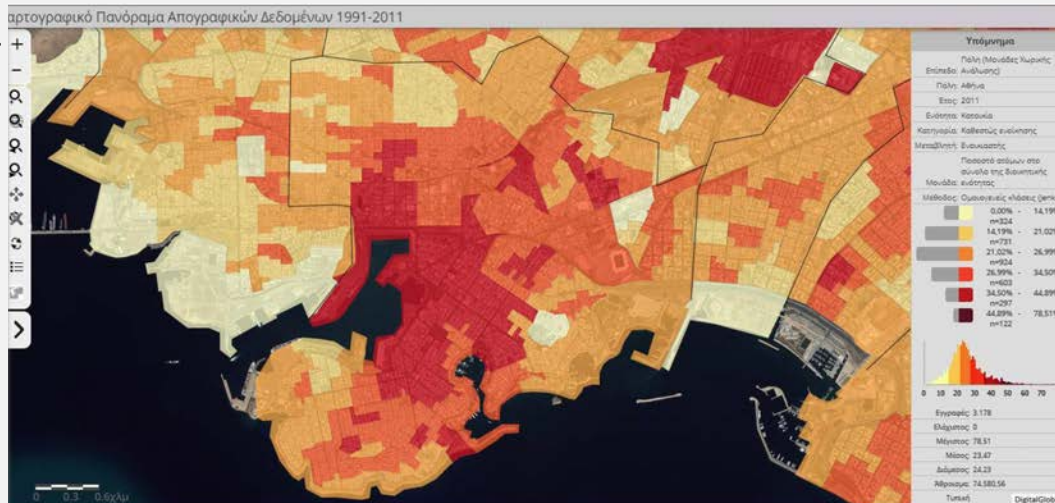 αρτογραφικό Πανόραμα Απογραφικών Δεδομένων 1991-2011
Υπόμνημα
Επίπεδο: Πόλη (Μονάδες Χωρικής
Ανάλυσης)
Πόλη: Αθήνα
Έτος: 2011
Ενότητα: Κατοικία
Κατηγορία: Καθεστώς ενοίκησης
Μεταβλητή: Ενοικιαστής
Μονάδα: Ποσοστό ατόμων στο
σύνολο της διοικητικής
ενότητας
Μέθοδος: Ομοιογενείς κλάσεις (Jenk
0,00% - 14,19%
n=324
14,19% - 21,02%
n=731
21,02% - 26,99%
n=924
26,99% - 34,50%
n=603
34,50% - 44,89%
n=297
44,89% - 78,51%
n=122
0 10 20 30 40 50 60 70
Εγγραφές: 3.178
Ελάχιστος: 0
Μέγιστος: 78,51
Μέσος: 23,47
Διάμεσος: 24,23
Άθροισμα: 74.580,56
Τυπική
0 0.3 0.6χλμ
DigitalGlob